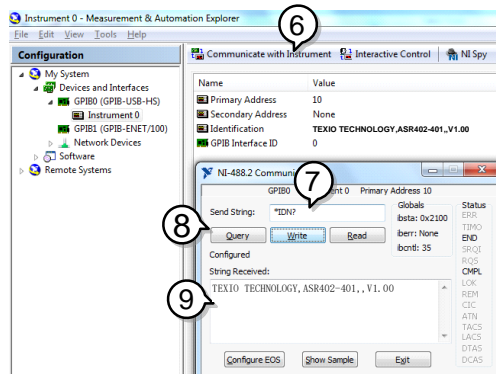 Instrument 0 - Measurement & Automation Explorer
File Edit View Tools Help
6
Configuration
Communicate with Instrument Interactive Control NI Spy
My System
Devices and Interfaces
GPIB0 (GPIB-USB-HS)
Instrument 0
GPIB1 (GPIB-ENET/100)
Network Devices
Software
Remote Systems
Name Value
Primary Address 10
Secondary Address None
Identification TEXIO TECHNOLOGY,ASR402-401,,V1.00
GPIB Interface ID 0
NI-488.2
7
GPIB0 0 Primary Address 10
Send String: *IDN?
8
Query Write Read
Configured
Globals
ibsta: 0x2100
iberr: None
ibcntl: 35
Status
ERR
TIMO
END
SRQI
RQS
CMPL
LOK
REM
CIC
ATN
TACS
LACS
DTAS
DCAS
String Received:
9
TEXIO TECHNOLOGY,ASR402-401,,V1.00
Configure EOS Show Sample Exit